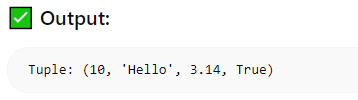 ✅ Output:
Tuple: (10, 'Hello', 3.14, True)